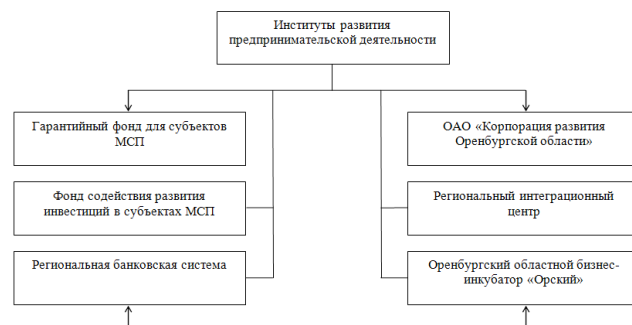 Институты развития
предпринимательской деятельности
Гарантийный фонд для субъектов
МСП
ОАО «Корпорация развития
Оренбургской области»
Фонд содействия развития
инвестиций в субъектах МСП
Региональный интеграционный
центр
Региональная банковская система
Оренбургский областной бизнес-
инкубатор «Орский»